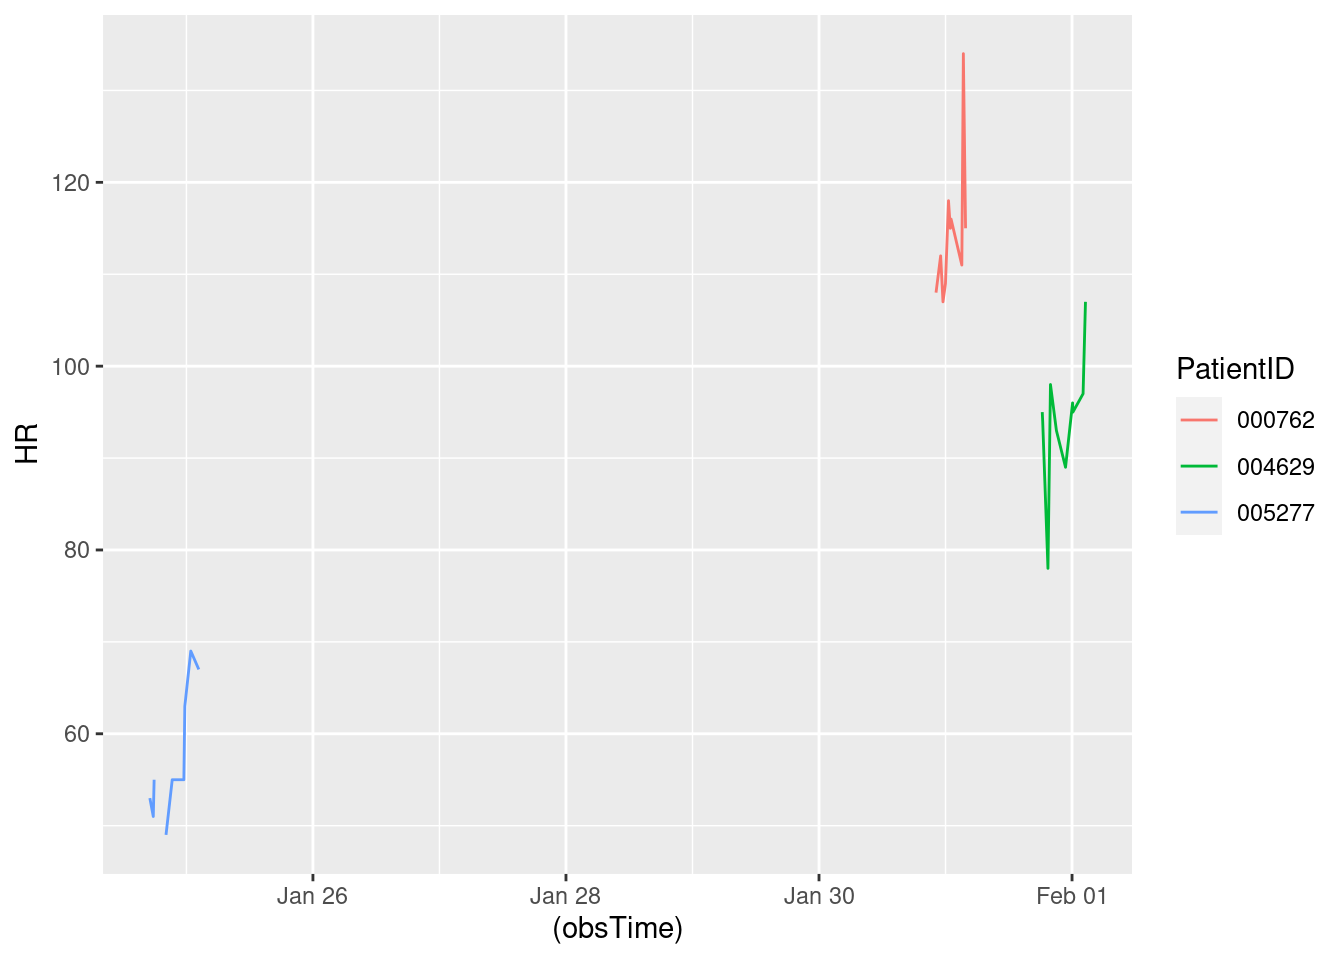 120
100
80
60
HR
Jan 26
Jan 28
Jan 30
Feb 01
(obsTime)
PatientID
000762
004629
005277